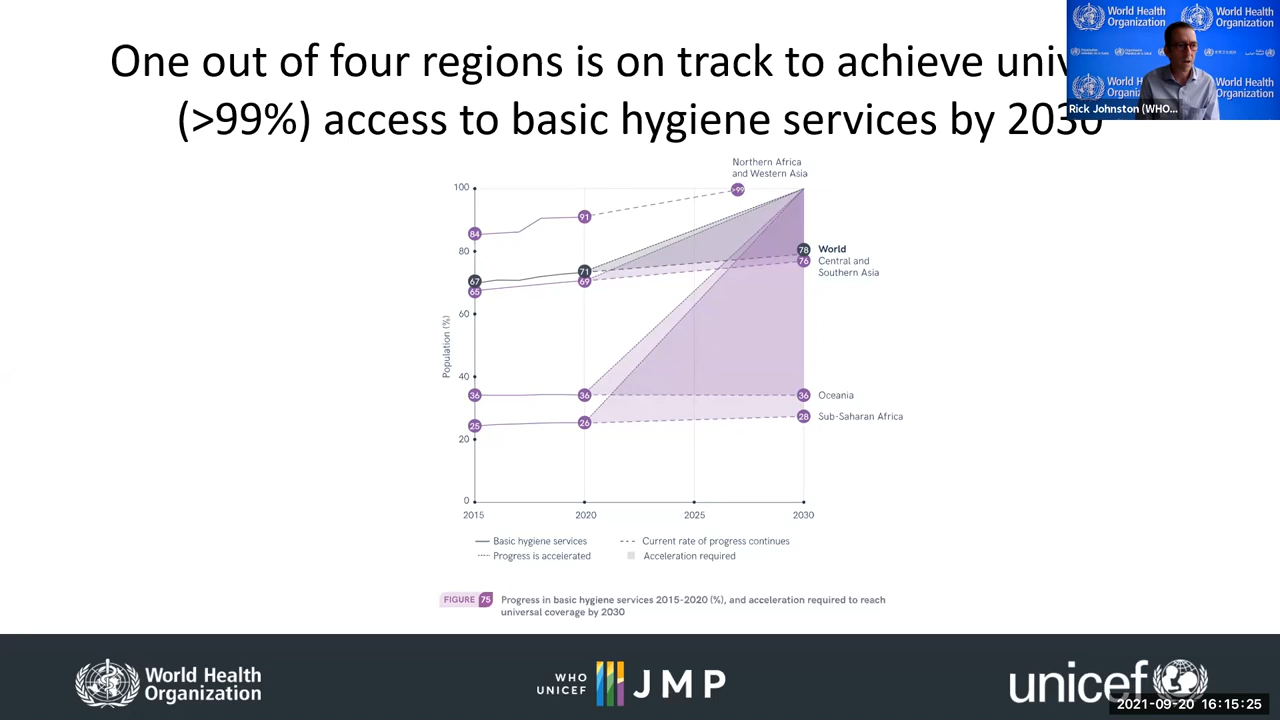 One out of four regions is on track to achieve
(>99%) access to basic hygiene services by 2030
World Health
Organization
World Health
Organization
World Health
Organization
Rick Johnston (WHO...
Northern Africa
and Western Asia
100
>99
91
84
80
78
World
76
Central and
Southern Asia
71
69
67
65
60
Population (%)
40
36
36
36
Oceania
28
Sub-Saharan Africa
26
25
20
0
2015
2020
2025
2030
Basic hygiene services
Current rate of progress continues
Progress is accelerated
Acceleration required
FIGURE 75
Progress in basic hygiene services 2015-2020 (%), and acceleration required to reach
universal coverage by 2030
World Health
Organization
WHO
UNICEF
JMP
unicef
2021-09-20 16:15:25